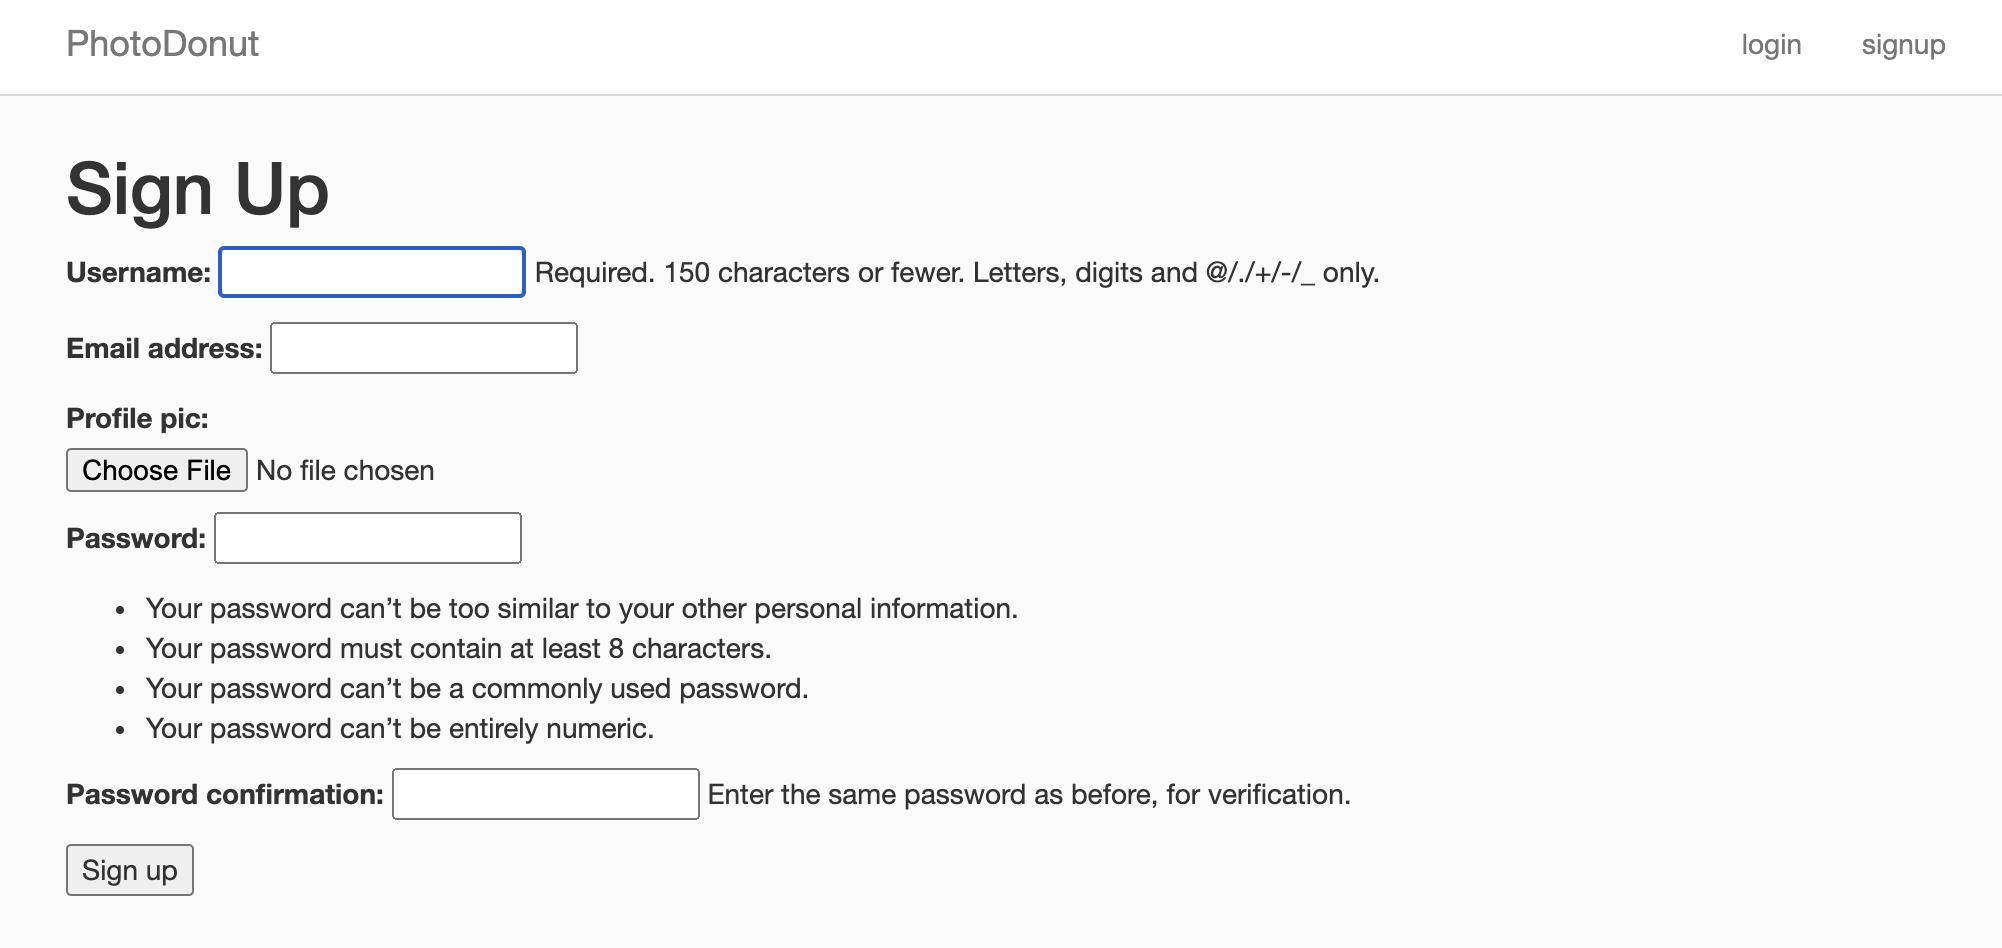 PhotoDonut login signup
Sign Up
Username: Required. 150 characters or fewer. Letters, digits and @/./+/-/_ only.
Email address:
Profile pic:
Choose File No file chosen
Password:
• Your password can’t be too similar to your other personal information.
• Your password must contain at least 8 characters.
• Your password can’t be a commonly used password.
• Your password can’t be entirely numeric.
Password confirmation: Enter the same password as before, for verification.
Sign up